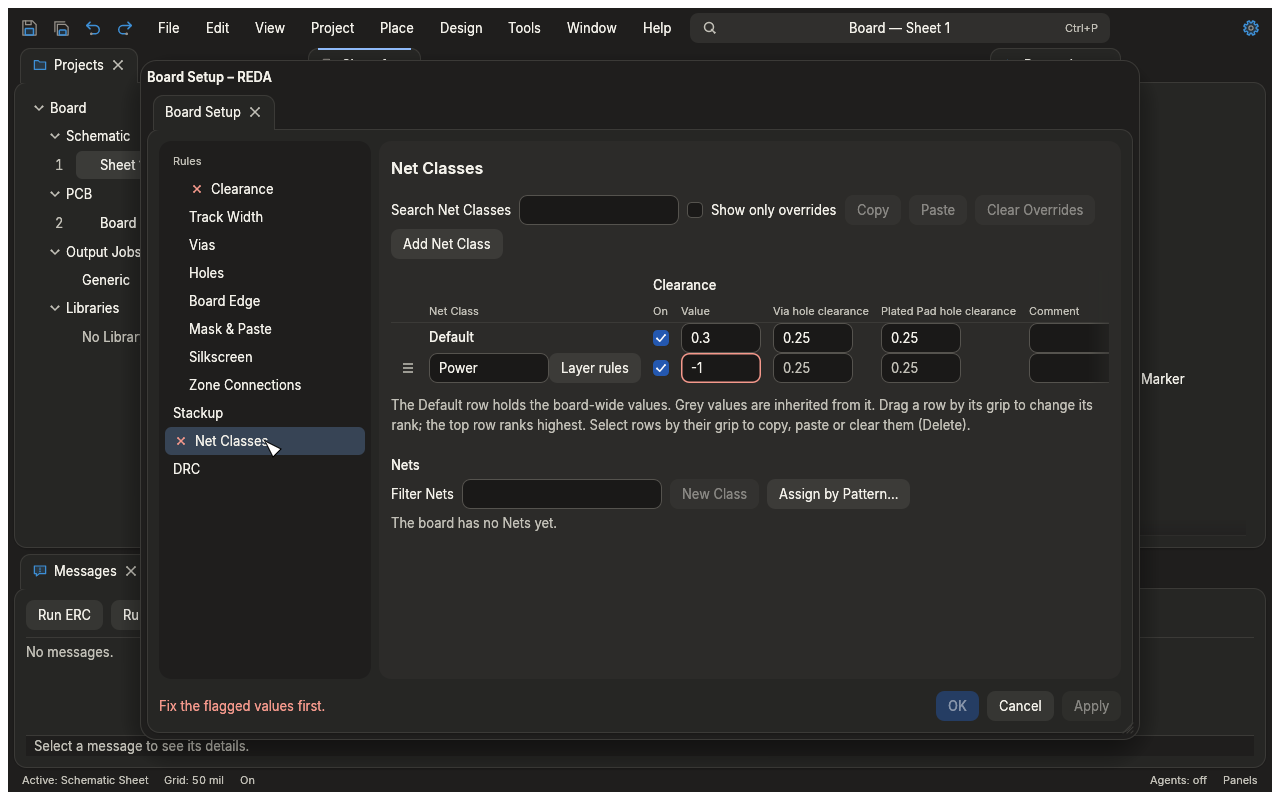 File Edit View Project Place Design Tools Window Help Board — Sheet 1 Ctrl+P
Projects
Board Setup – REDA
Board Setup
Board
Schematic
1 Sheet
PCB
2 Board
Output Jobs
Generic
Libraries
No Librar
Rules
Clearance
Track Width
Vias
Holes
Board Edge
Mask & Paste
Silkscreen
Zone Connections
Stackup
Net Classes
DRC
Net Classes
Search Net Classes Show only overrides Copy Paste Clear Overrides
Add Net Class
Clearance
Net Class On Value Via hole clearance Plated Pad hole clearance Comment
Default 0.3 0.25 0.25
Power Layer rules -1 0.25 0.25
The Default row holds the board-wide values. Grey values are inherited from it. Drag a row by its grip to change its
rank; the top row ranks highest. Select rows by their grip to copy, paste or clear them (Delete).
Nets
Filter Nets New Class Assign by Pattern...
The board has no Nets yet.
Marker
Fix the flagged values first. OK Cancel Apply
Messages
Run ERC Ru
No messages.
Select a message to see its details.
Active: Schematic Sheet Grid: 50 mil On Agents: off Panels